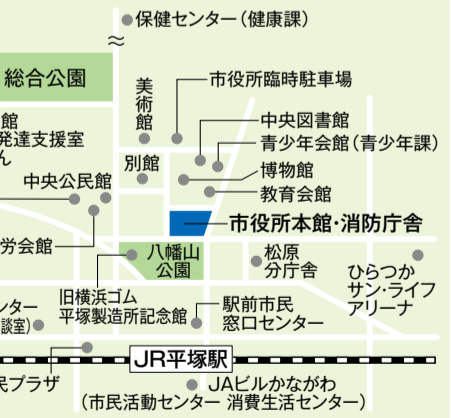 保健センター（健康課）
総合公園
美術館
市役所臨時駐車場
館
発達支援室
ん
中央図書館
青少年会館（青少年課）
別館
博物館
中央公民館
教育会館
市役所本館・消防庁舎
労会館
八幡山
公園
松原
分庁舎
ひらつか
サン・ライフ
アリーナ
旧横浜ゴム
平塚製造所記念館
駅前市民
窓口センター
ンター
談室）
JR平塚駅
民プラザ
JAビルかながわ
（市民活動センター 消費生活センター）